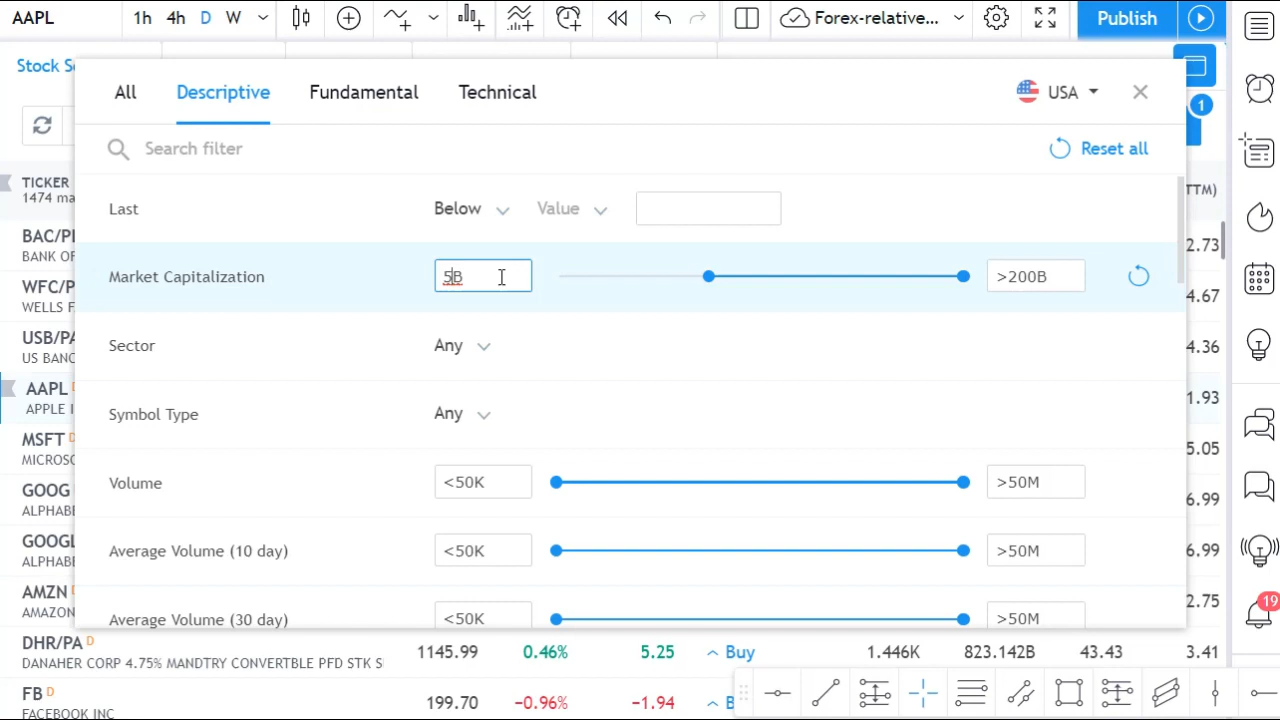 AAPL 1h 4h D W Forex-relative... Publish
Stock Sc
All Descriptive Fundamental Technical USA
1
Search filter Reset all
TICKER TTM)
1474 ma
Last Below Value
BAC/PI 2.73
BANK OF
Market Capitalization 5B >200B
WFC/P 4.67
WELLS F
USB/PA 4.36
Sector Any
US BANC
AAPL D 1.93
APPLE I
Symbol Type Any
MSFT D 5.05
MICROSO
Volume <50K >50M
GOOG 6.99
ALPHABE
GOOGL 6.99
Average Volume (10 day) <50K >50M
ALPHABE
AMZN D 2.75
19
AMAZON
Average Volume (30 day) <50K >50M
DHR/PA D 1145.99 0.46% 5.25 Buy 1.446K 823.142B 43.43 3.41
DANAHER CORP 4.75% MANDTRY CONVERTBLE PFD STK S
FB D 199.70 −0.96% −1.94 B
FACEBOOK INC